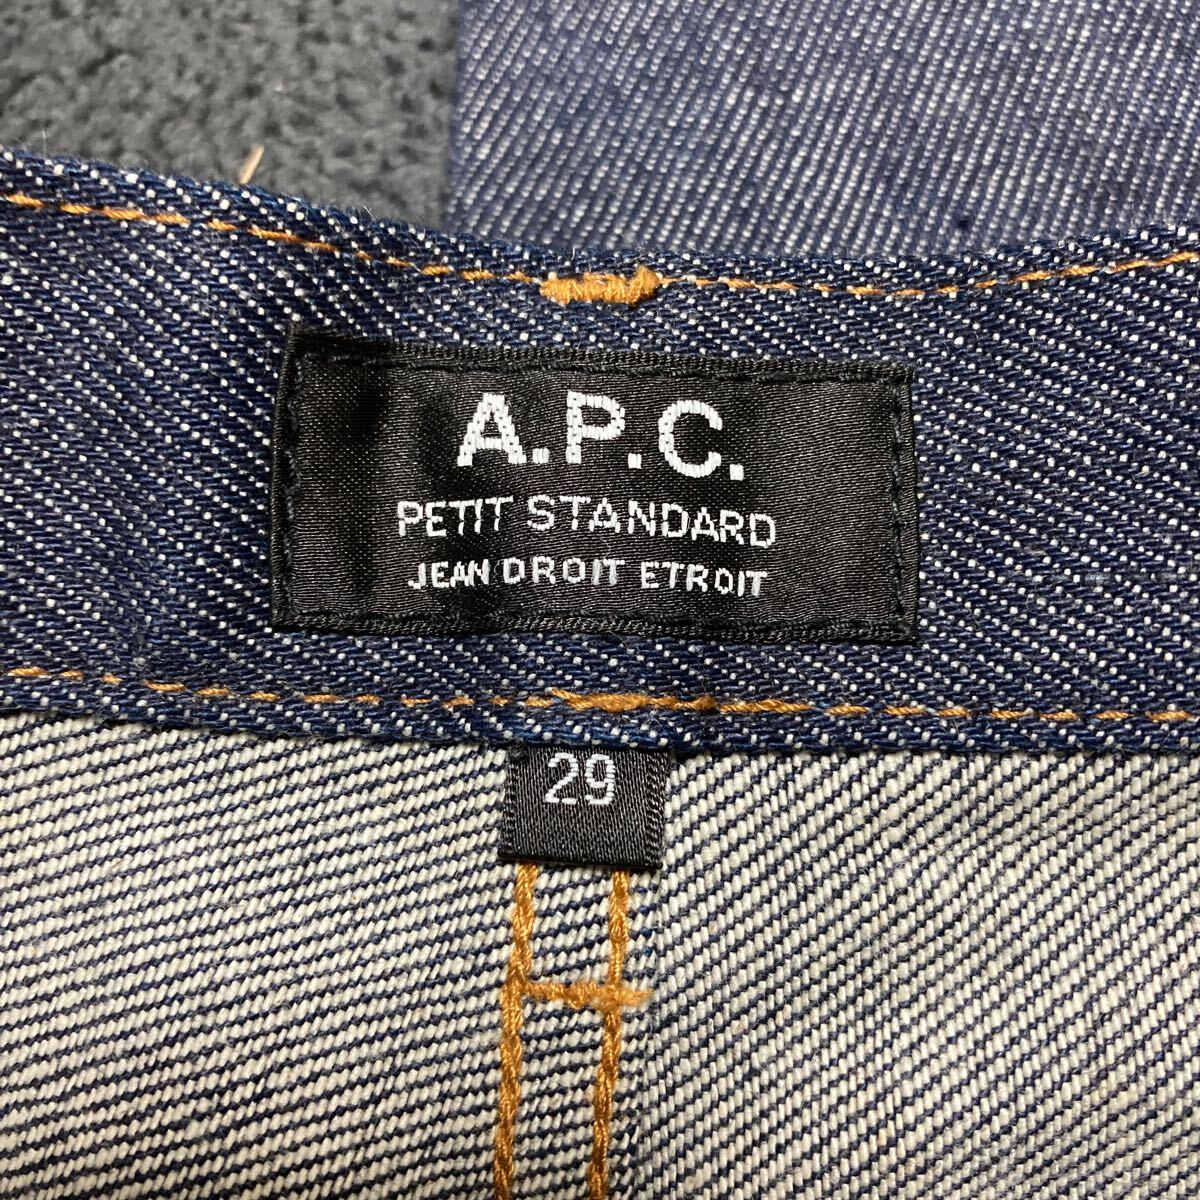 A.P.C.
PETIT STANDARD
JEAN DROIT ETROIT
29